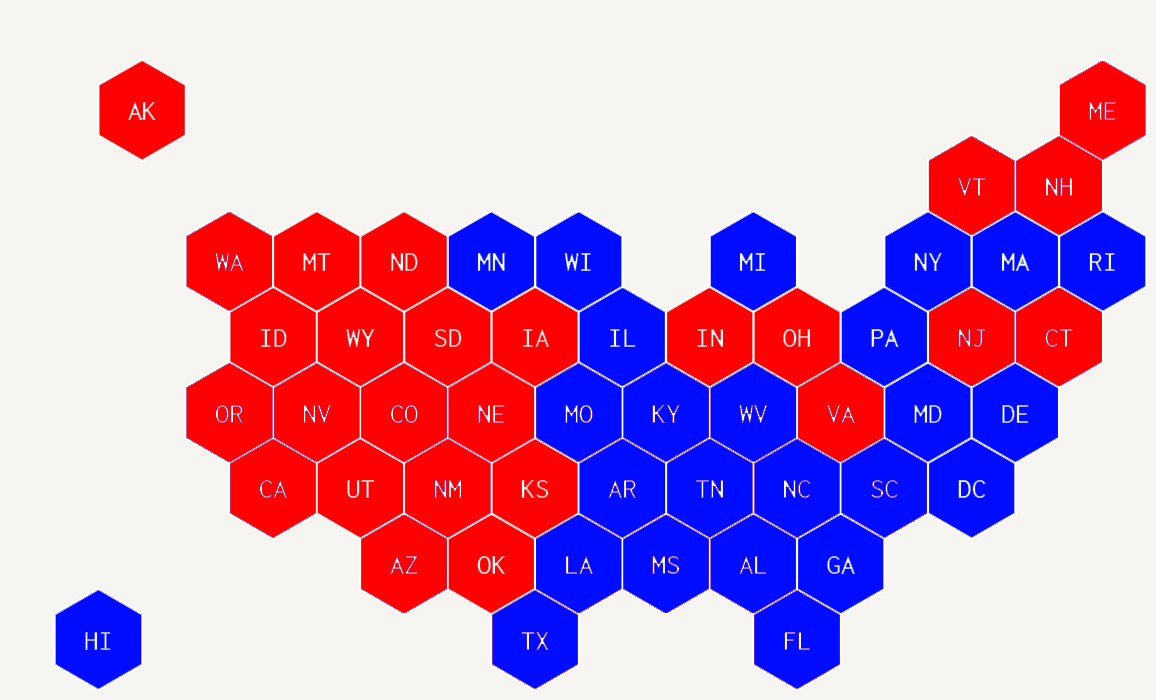 AK
ME
VT NH
WA MT ND MN WI MI NY MA RI
ID WY SD IA IL IN OH PA NJ CT
OR NV CO NE MO KY WV VA MD DE
CA UT NM KS AR TN NC SC DC
AZ OK LA MS AL GA
HI TX FL